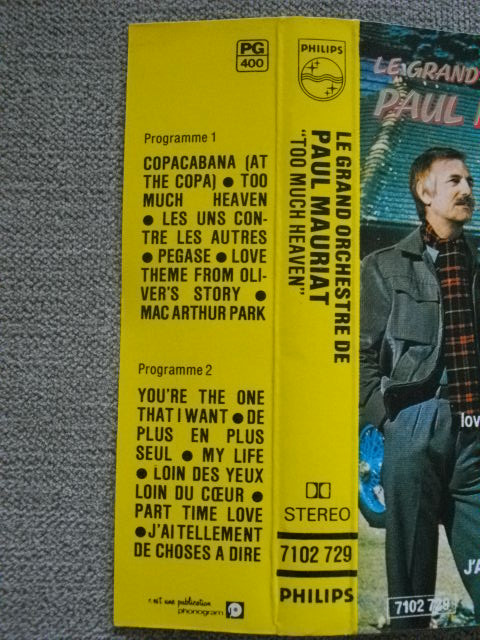 PG
400
Programme 1
COPACABANA (AT
THE COPA) ● TOO
MUCH HEAVEN
● LES UNS CON-
TRE LES AUTRES
● PEGASE ● LOVE
THEME FROM OLI-
VER'S STORY ●
MAC ARTHUR PARK
Programme 2
YOU'RE THE ONE
THAT I WANT ● DE
PLUS EN PLUS
SEUL ● MY LIFE
● LOIN DES YEUX
LOIN DU CŒUR ●
PART TIME LOVE
● J'AI TELLEMENT
DE CHOSES A DIRE
c'est une publication
phonogram
PHILIPS
LE GRAND ORCHESTRE DE
PAUL MAURIAT
"TOO MUCH HEAVEN"
STEREO
7102 729
PHILIPS
LE GRAND
PAUL
lov
J'A
7102 729